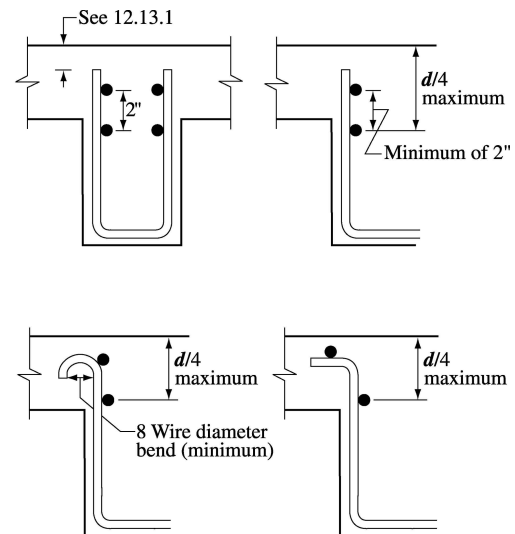 See 12.13.1
2"
d/4
maximum
Minimum of 2"
d/4
maximum
8 Wire diameter
bend (minimum)
d/4
maximum